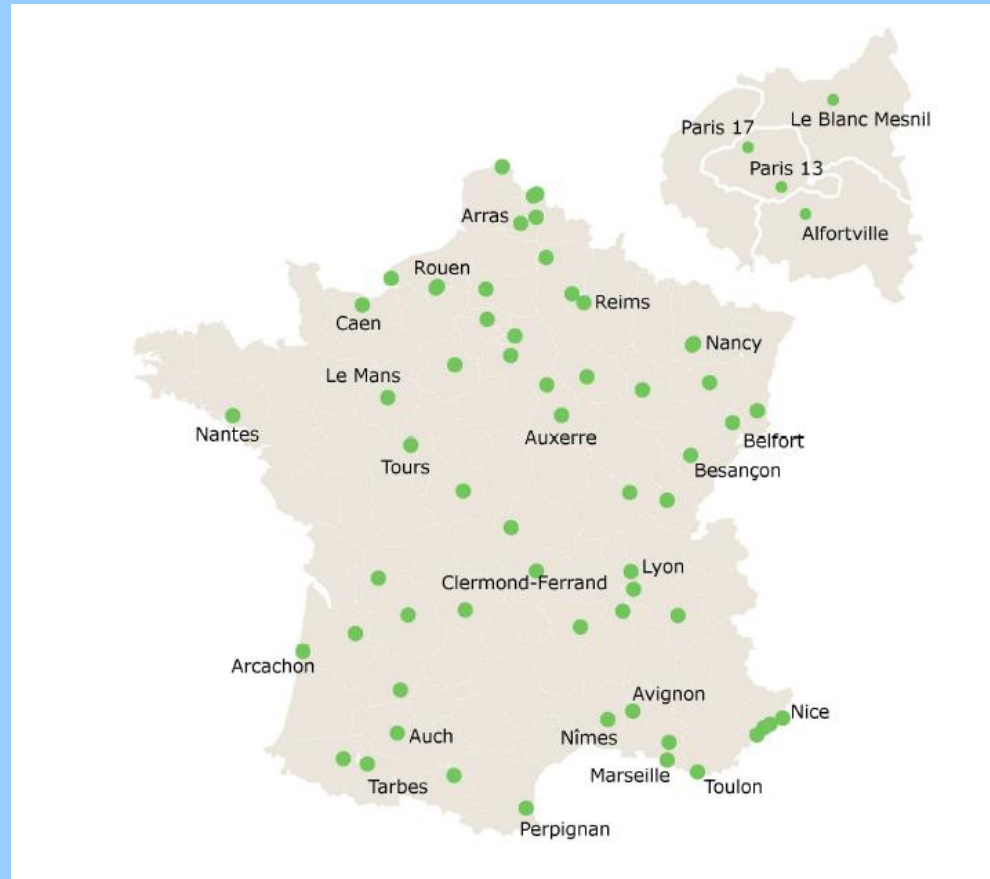 Le Blanc Mesnil
Paris 17
Paris 13
Arras
Alfortville
Rouen
Reims
Caen
Nancy
Le Mans
Nantes
Auxerre
Belfort
Tours
Besançon
Lyon
Clermond-Ferrand
Arcachon
Avignon
Nice
Auch
Nîmes
Marseille
Tarbes
Toulon
Perpignan